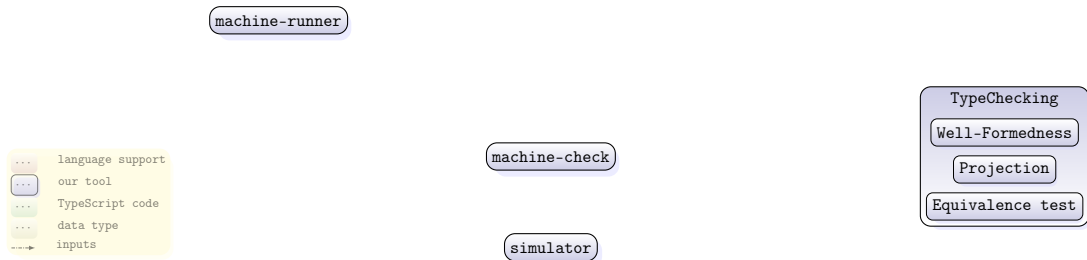 machine-runner
TypeChecking
Well-Formedness
machine-check
Projection
Equivalence test
simulator
... language support
... our tool
... TypeScript code
... data type
inputs